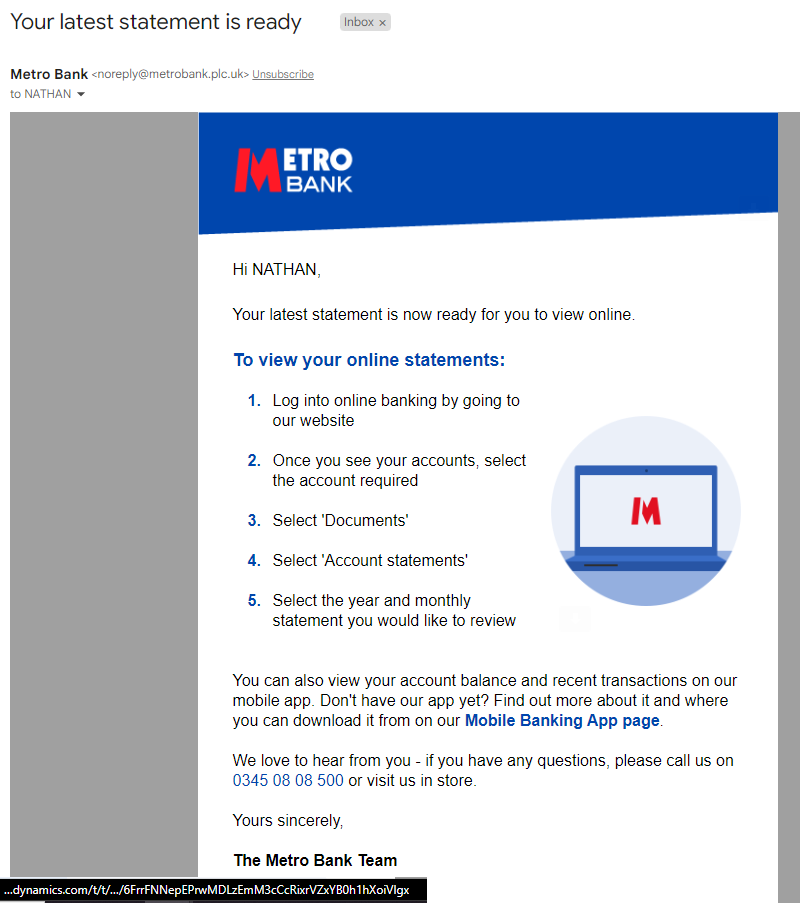 Your latest statement is ready Inbox ×
Metro Bank <noreply@metrobank.plc.uk> Unsubscribe
to NATHAN
METRO
BANK
Hi NATHAN,
Your latest statement is now ready for you to view online.
To view your online statements:
1. Log into online banking by going to
our website
2. Once you see your accounts, select
the account required
3. Select 'Documents'
4. Select 'Account statements'
5. Select the year and monthly
statement you would like to review
M
You can also view your account balance and recent transactions on our
mobile app. Don't have our app yet? Find out more about it and where
you can download it from on our Mobile Banking App page.
We love to hear from you - if you have any questions, please call us on
0345 08 08 500 or visit us in store.
Yours sincerely,
The Metro Bank Team
...dynamics.com/t/t/.../6FrrFNNepEPrwMDLzEmM3cCcRixrVZxYB0h1hXoiVIgx